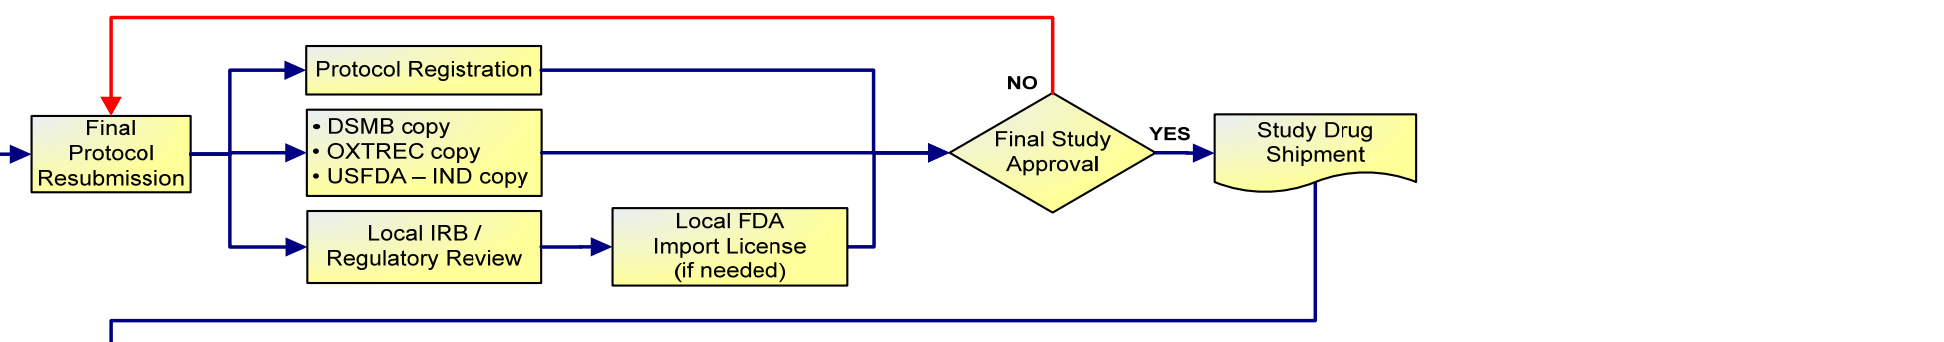 Final
Protocol
Resubmission
Protocol Registration
• DSMB copy
• OXTREC copy
• USFDA – IND copy
Local IRB /
Regulatory Review
Local FDA
Import License
(if needed)
NO
Final Study
Approval
YES
Study Drug
Shipment